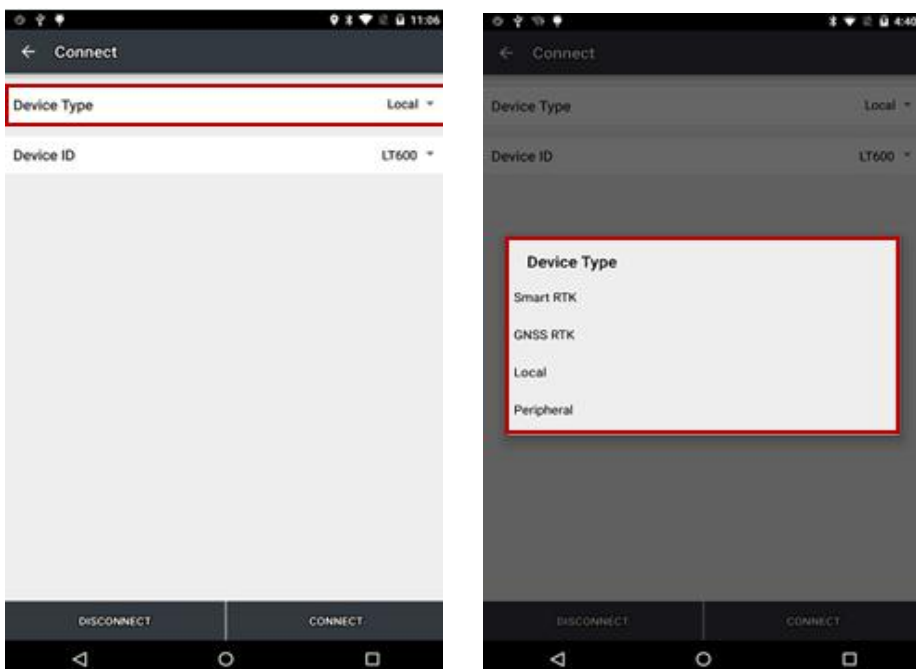 11:06
Connect
Device Type Local
Device ID LT600
DISCONNECT CONNECT
4:40
Connect
Device Type Local
Device ID LT600
Device Type
Smart RTK
GNSS RTK
Local
Peripheral
DISCONNECT CONNECT